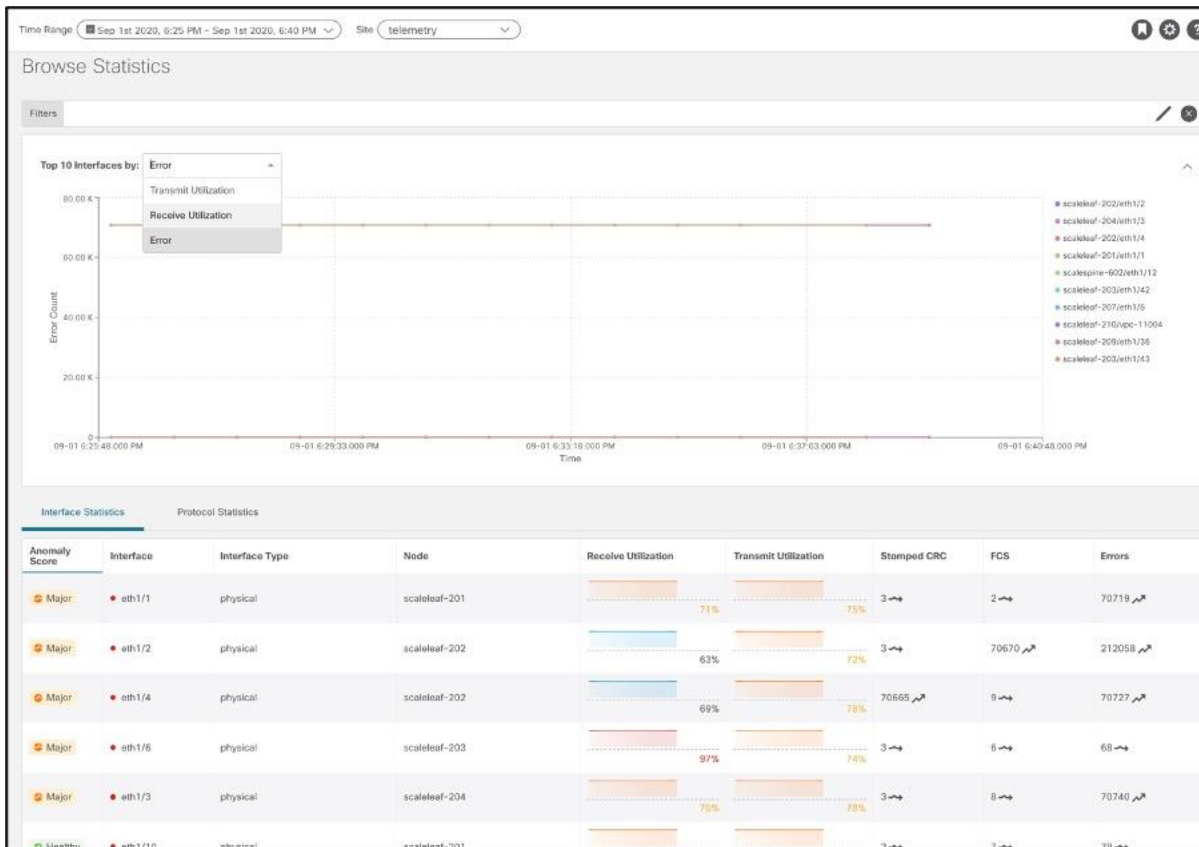 Time Range Sep 1st 2020, 6:25 PM - Sep 1st 2020, 6:40 PM Site telemetry
Browse Statistics
Filters
Top 10 Interfaces by: Error
Transmit Utilization
Receive Utilization
Error
80.00 K
60.00 K
40.00 K
20.00 K
0
Error Count
09-01 6:25:48.000 PM 09-01 6:29:33.000 PM 09-01 6:33:18.000 PM 09-01 6:37:03.000 PM 09-01 6:40:48.000 PM
Time
scaleleaf-202/eth1/2
scaleleaf-204/eth1/3
scaleleaf-202/eth1/4
scaleleaf-201/eth1/1
scalespine-602/eth1/12
scaleleaf-203/eth1/42
scaleleaf-207/eth1/6
scaleleaf-210/vpc-11004
scaleleaf-209/eth1/36
scaleleaf-203/eth1/43
Interface Statistics Protocol Statistics
Anomaly Score Interface Interface Type Node Receive Utilization Transmit Utilization Stomped CRC FCS Errors
Major eth1/1 physical scaleleaf-201 71% 75% 3 2 70719
Major eth1/2 physical scaleleaf-202 63% 72% 3 70670 212058
Major eth1/4 physical scaleleaf-202 69% 78% 70665 9 70727
Major eth1/6 physical scaleleaf-203 97% 74% 3 6 68
Major eth1/3 physical scaleleaf-204 70% 78% 3 8 70740
Healthy eth1/10 physical scaleleaf-201